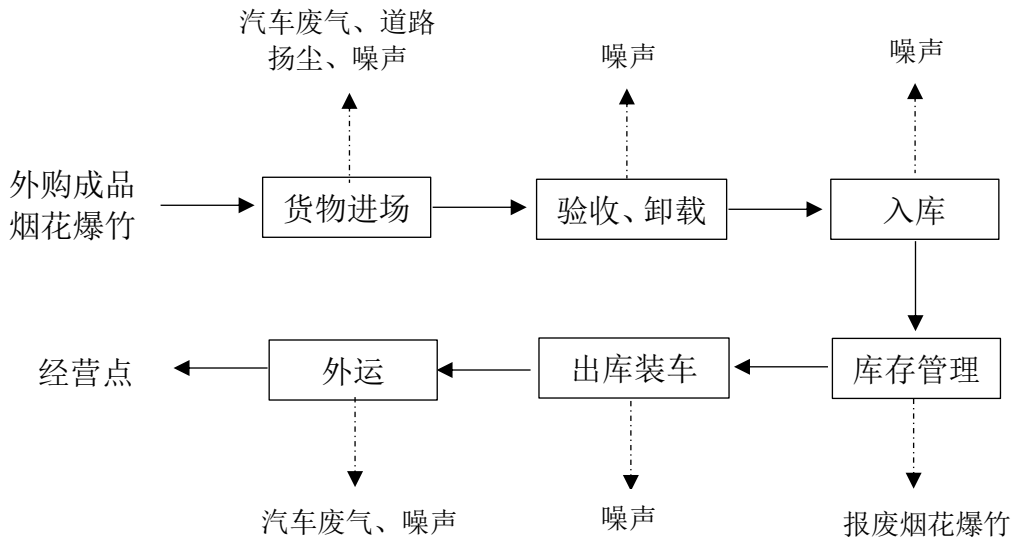 汽车废气、道路
扬尘、噪声
噪声
噪声
外购成品
烟花爆竹
货物进场
验收、卸载
入库
经营点
外运
出库装车
库存管理
汽车废气、噪声
噪声
报废烟花爆竹